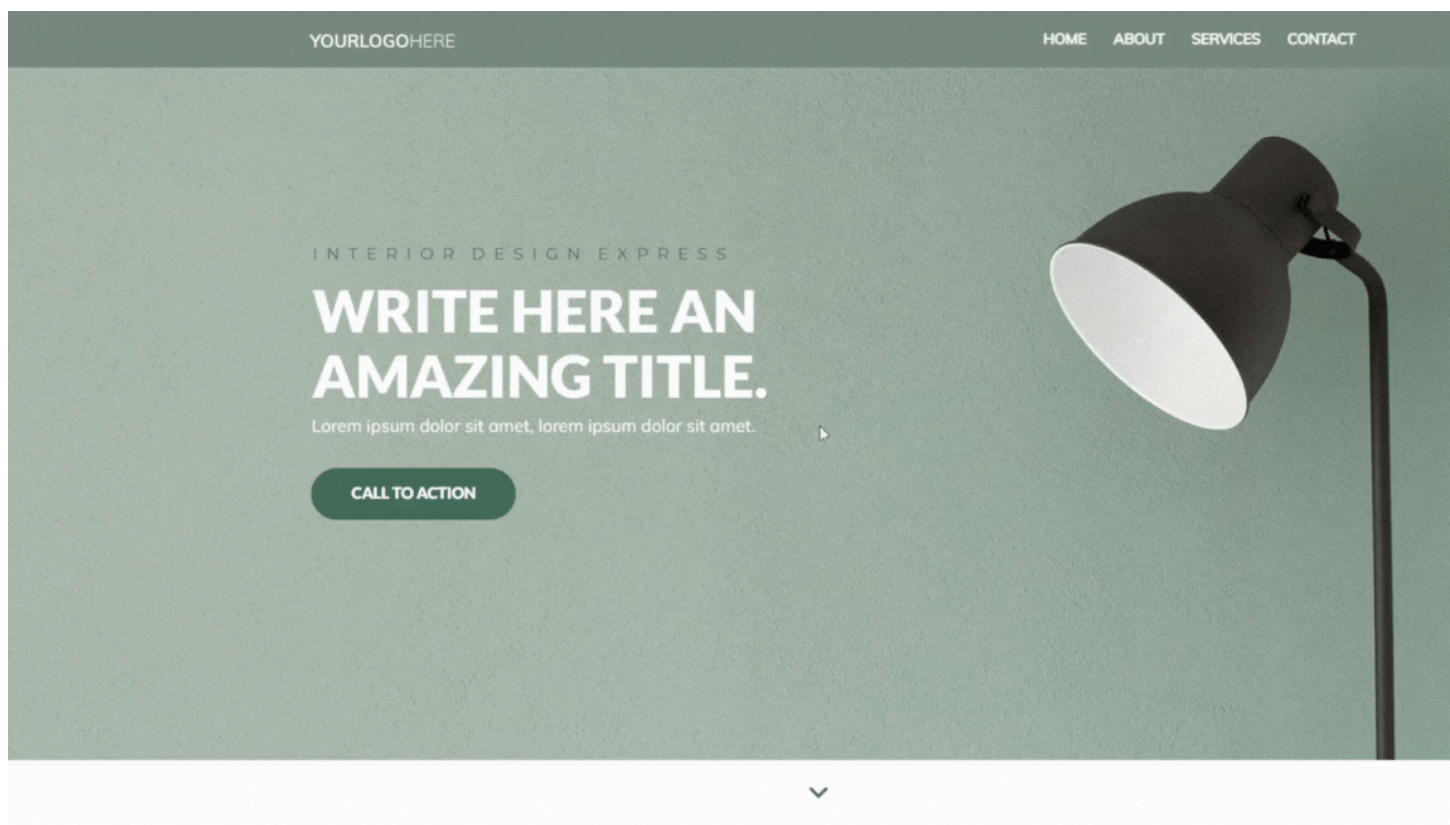 YOURLOGOHERE
HOME ABOUT SERVICES CONTACT
INTERIOR DESIGN EXPRESS
WRITE HERE AN
AMAZING TITLE.
Lorem ipsum dolor sit amet, lorem ipsum dolor sit amet.
CALL TO ACTION